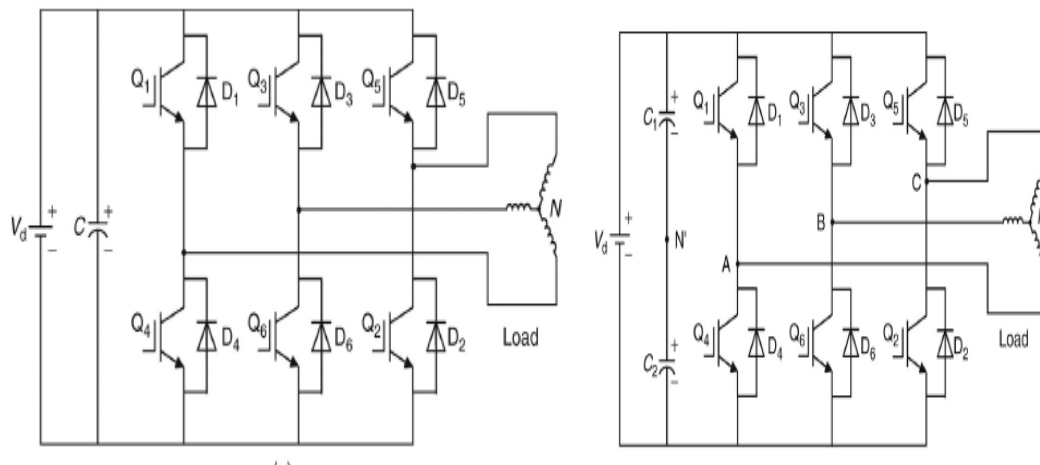 Q1 D1 Q3 D3 Q5 D5
Vd + − C + −
N
Q4 D4 Q6 D6 Q2 D2
Load
C1 + −
Q1 D1 Q3 D3 Q5 D5
C
Vd + − N' B
A
C2 + −
Q4 D4 Q6 D6 Q2 D2
Load